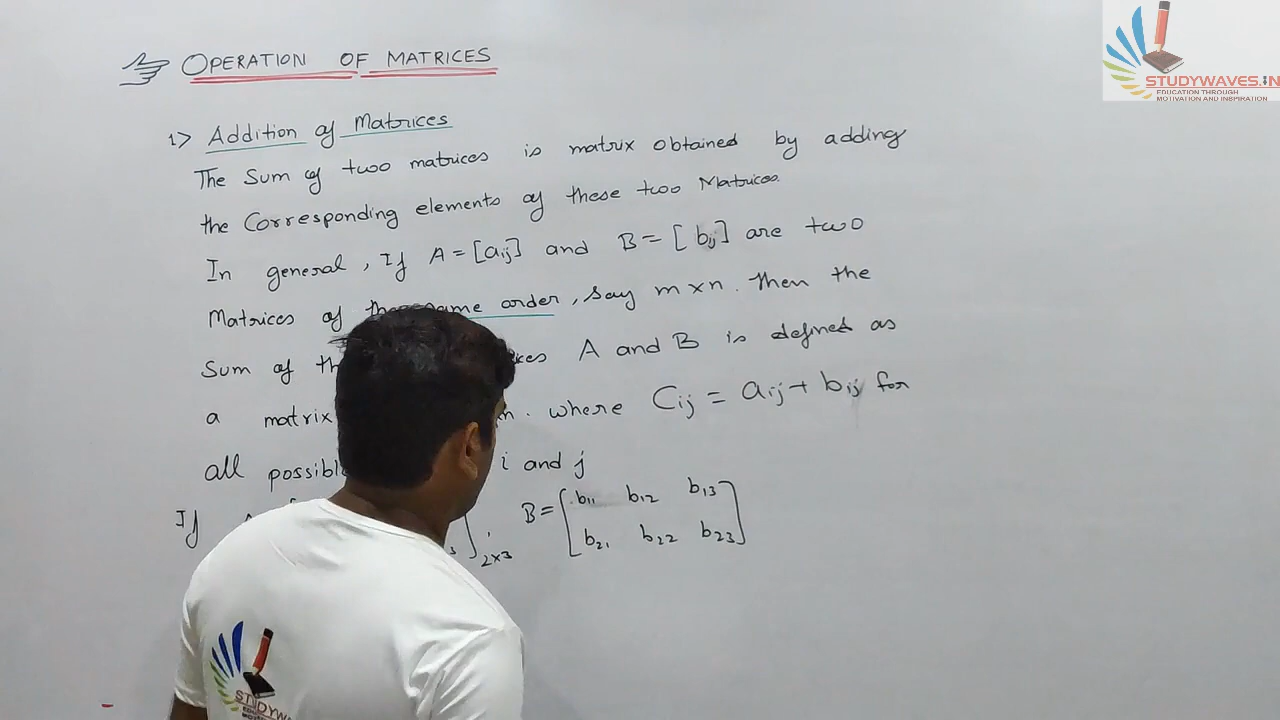 OPERATION OF MATRICES
1> Addition of Matrices
The Sum of two matrices is matrix obtained by adding
the Corresponding elements of these two Matrices.
In general, If A = [aij] and B = [bij] are two
Matrices of order, say m × n. Then the
Sum of A and B is defined as
a matrix where Cij = aij + bij for
all i and j
If 2×3 B = [b11 b12 b13
b21 b22 b23]
STUDYWAVES.IN
EDUCATION THROUGH
MOTIVATION AND INSPIRATION